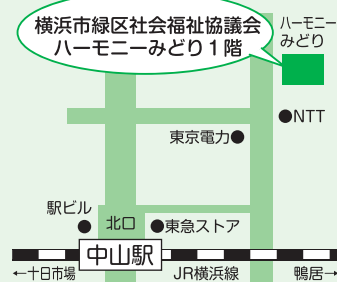 横浜市緑区社会福祉協議会
ハーモニーみどり1階
ハーモニー
みどり
●NTT
東京電力●
駅ビル
●
北口
●東急ストア
中山駅
←十日市場
JR横浜線
鴨居→